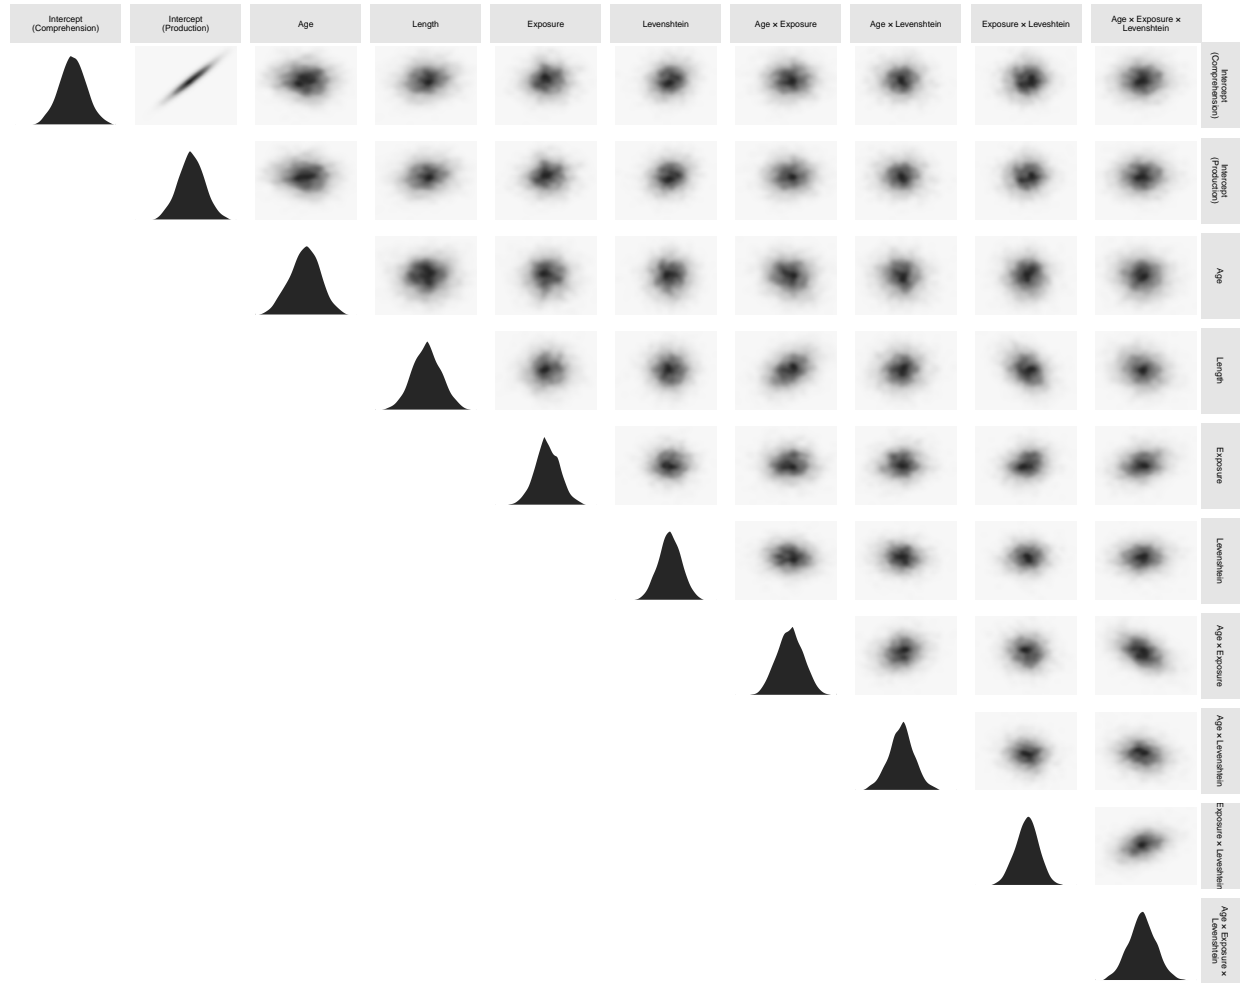 Intercept
(Comprehension)
Intercept
(Production)
Age
Length
Exposure
Levenshtein
Age × Exposure
Age × Levenshtein
Exposure × Leveshtein
Age × Exposure ×
Levenshtein
Intercept
(Comprehension)
Intercept
(Production)
Age
Length
Exposure
Levenshtein
Age × Exposure
Age × Levenshtein
Exposure × Leveshtein
Age × Exposure ×
Levenshtein